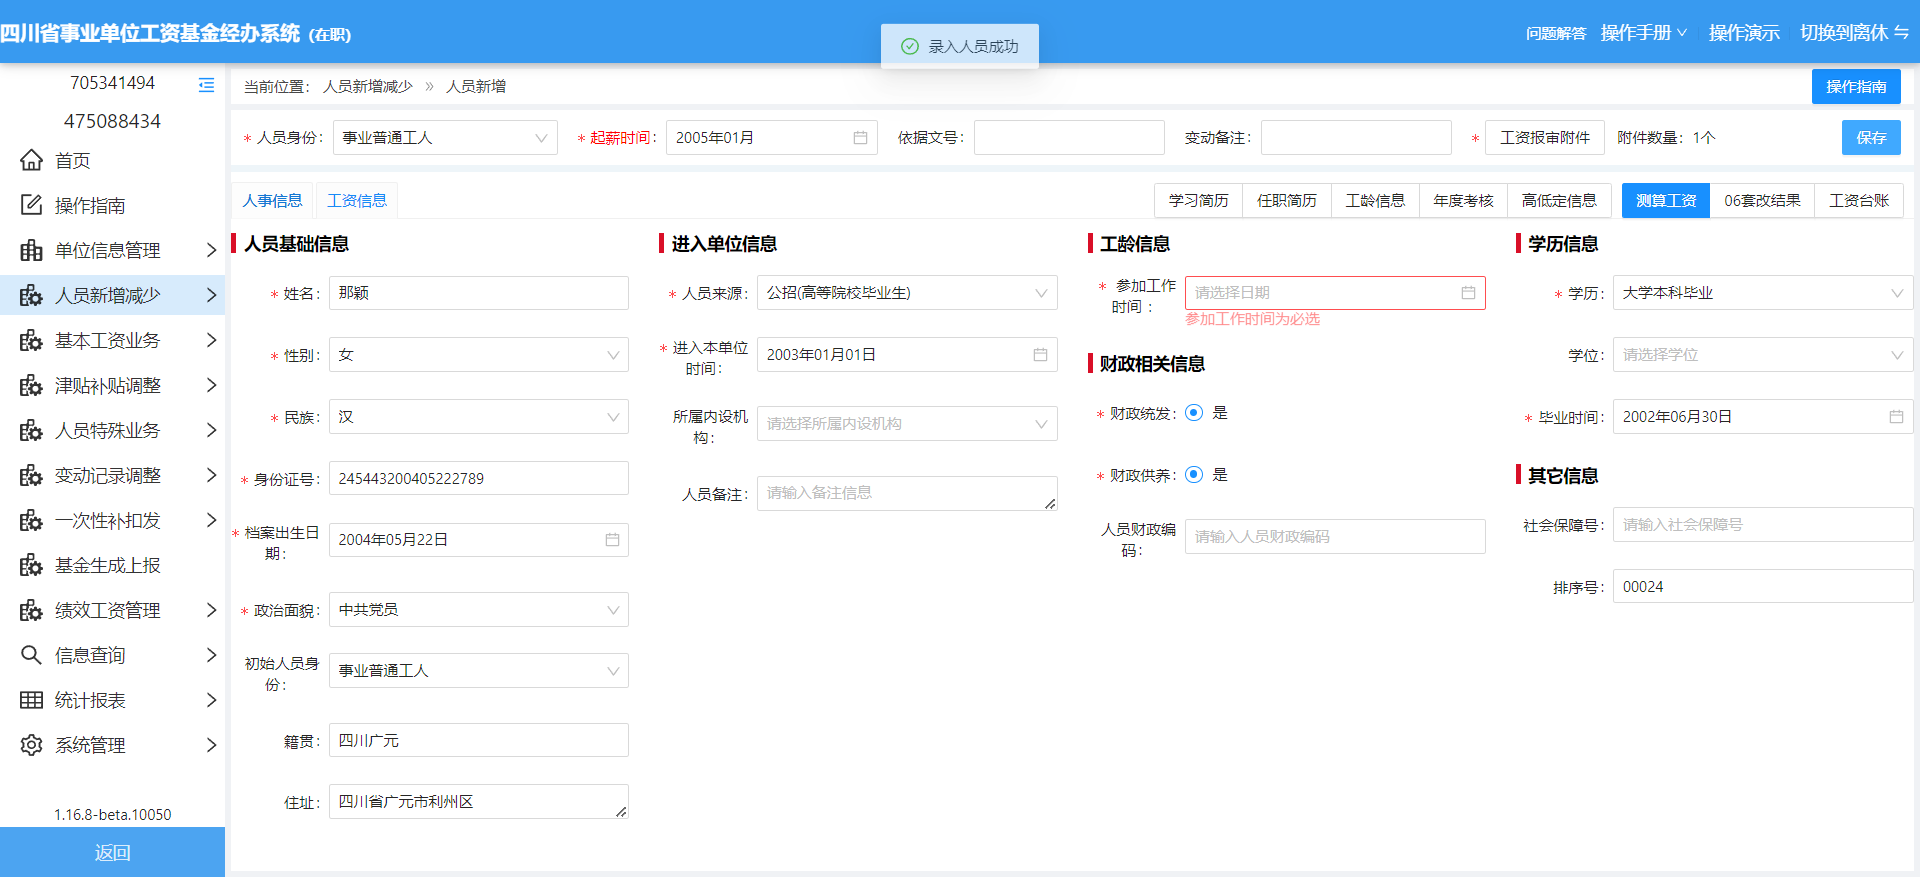 四川省事业单位工资基金经办系统 (在职)
录入人员成功
问题解答 操作手册 操作演示 切换到离休
705341494
475088434
首页
操作指南
单位信息管理
人员新增减少
基本工资业务
津贴补贴调整
人员特殊业务
变动记录调整
一次性补扣发
基金生成上报
绩效工资管理
信息查询
统计报表
系统管理
1.16.8-beta.10050
返回
当前位置： 人员新增减少 » 人员新增
操作指南
* 人员身份： 事业普通工人 * 起薪时间： 2005年01月 依据文号： 变动备注： * 工资报审附件 附件数量：1个 保存
人事信息 工资信息
学习简历 任职简历 工龄信息 年度考核 高低定信息 测算工资 06套改结果 工资台账
人员基础信息
* 姓名： 那颖
* 性别： 女
* 民族： 汉
* 身份证号： 245443200405222789
* 档案出生日
期： 2004年05月22日
* 政治面貌： 中共党员
初始人员身
份： 事业普通工人
籍贯： 四川广元
住址： 四川省广元市利州区
进入单位信息
* 人员来源： 公招(高等院校毕业生)
* 进入本单位
时间： 2003年01月01日
所属内设机
构： 请选择所属内设机构
人员备注： 请输入备注信息
工龄信息
* 参加工作
时间 ： 请选择日期
参加工作时间为必选
财政相关信息
* 财政统发： 是
* 财政供养： 是
人员财政编
码： 请输入人员财政编码
学历信息
* 学历： 大学本科毕业
学位： 请选择学位
* 毕业时间： 2002年06月30日
其它信息
社会保障号： 请输入社会保障号
排序号： 00024